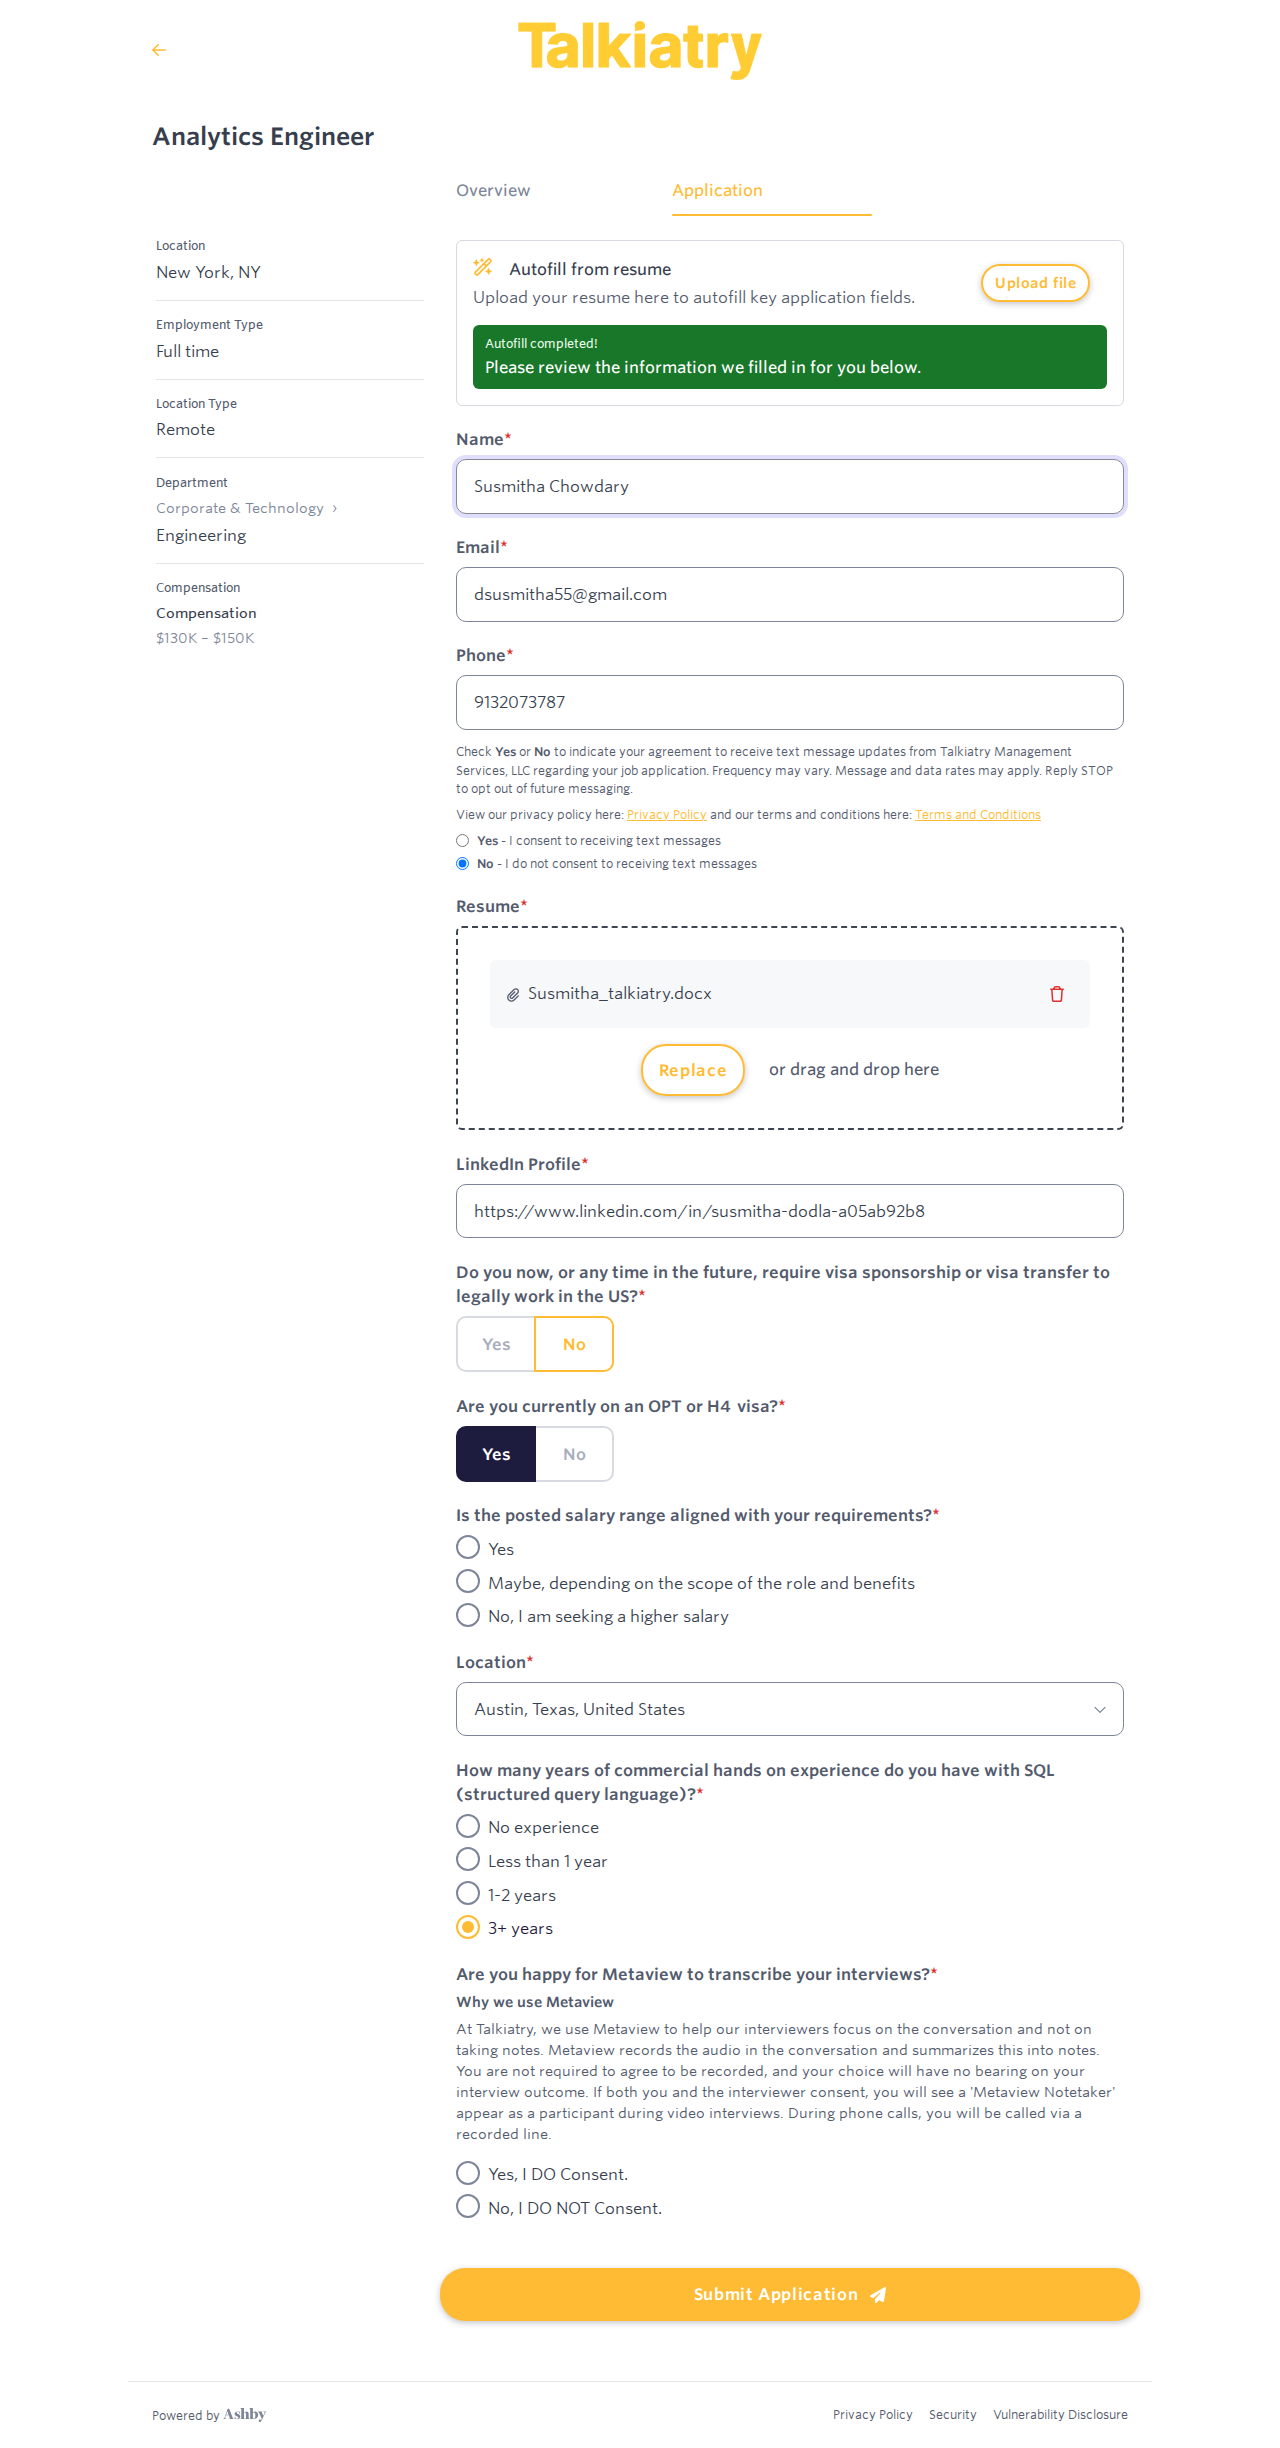 Talkiatry
Analytics Engineer
Overview
Application
Location
New York, NY
Employment Type
Full time
Location Type
Remote
Department
Corporate & Technology ›
Engineering
Compensation
Compensation
$130K – $150K
Autofill from resume
Upload your resume here to autofill key application fields.
Upload file
Autofill completed!
Please review the information we filled in for you below.
Name*
Susmitha Chowdary
Email*
dsusmitha55@gmail.com
Phone*
9132073787
Check Yes or No to indicate your agreement to receive text message updates from Talkiatry Management
Services, LLC regarding your job application. Frequency may vary. Message and data rates may apply. Reply STOP
to opt out of future messaging.
View our privacy policy here: Privacy Policy and our terms and conditions here: Terms and Conditions
Yes - I consent to receiving text messages
No - I do not consent to receiving text messages
Resume*
Susmitha_talkiatry.docx
Replace or drag and drop here
LinkedIn Profile*
https://www.linkedin.com/in/susmitha-dodla-a05ab92b8
Do you now, or any time in the future, require visa sponsorship or visa transfer to
legally work in the US?*
Yes No
Are you currently on an OPT or H4 visa?*
Yes No
Is the posted salary range aligned with your requirements?*
Yes
Maybe, depending on the scope of the role and benefits
No, I am seeking a higher salary
Location*
Austin, Texas, United States
How many years of commercial hands on experience do you have with SQL
(structured query language)?*
No experience
Less than 1 year
1-2 years
3+ years
Are you happy for Metaview to transcribe your interviews?*
Why we use Metaview
At Talkiatry, we use Metaview to help our interviewers focus on the conversation and not on
taking notes. Metaview records the audio in the conversation and summarizes this into notes.
You are not required to agree to be recorded, and your choice will have no bearing on your
interview outcome. If both you and the interviewer consent, you will see a 'Metaview Notetaker'
appear as a participant during video interviews. During phone calls, you will be called via a
recorded line.
Yes, I DO Consent.
No, I DO NOT Consent.
Submit Application
Powered by Ashby
Privacy Policy Security Vulnerability Disclosure